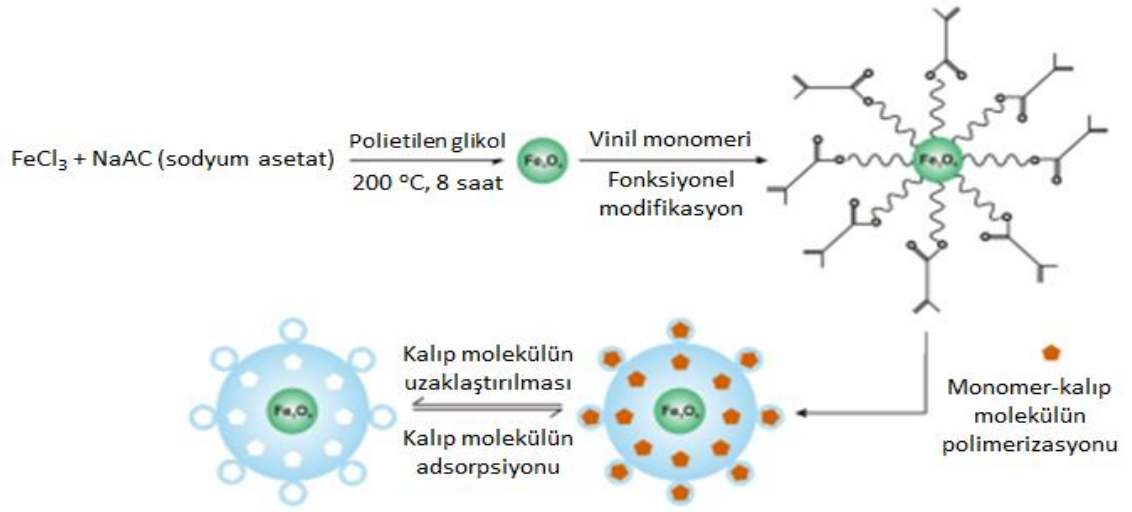 FeCl₃ + NaAC (sodyum asetat)
Polietilen glikol
200 °C, 8 saat
Fe₃O₄
Vinil monomeri
Fonksiyonel
modifikasyon
Fe₃O₄
Monomer-kalıp
molekülün
polimerizasyonu
Fe₃O₄
Kalıp molekülün
uzaklaştırılması
Kalıp molekülün
adsorpsiyonu
Fe₃O₄